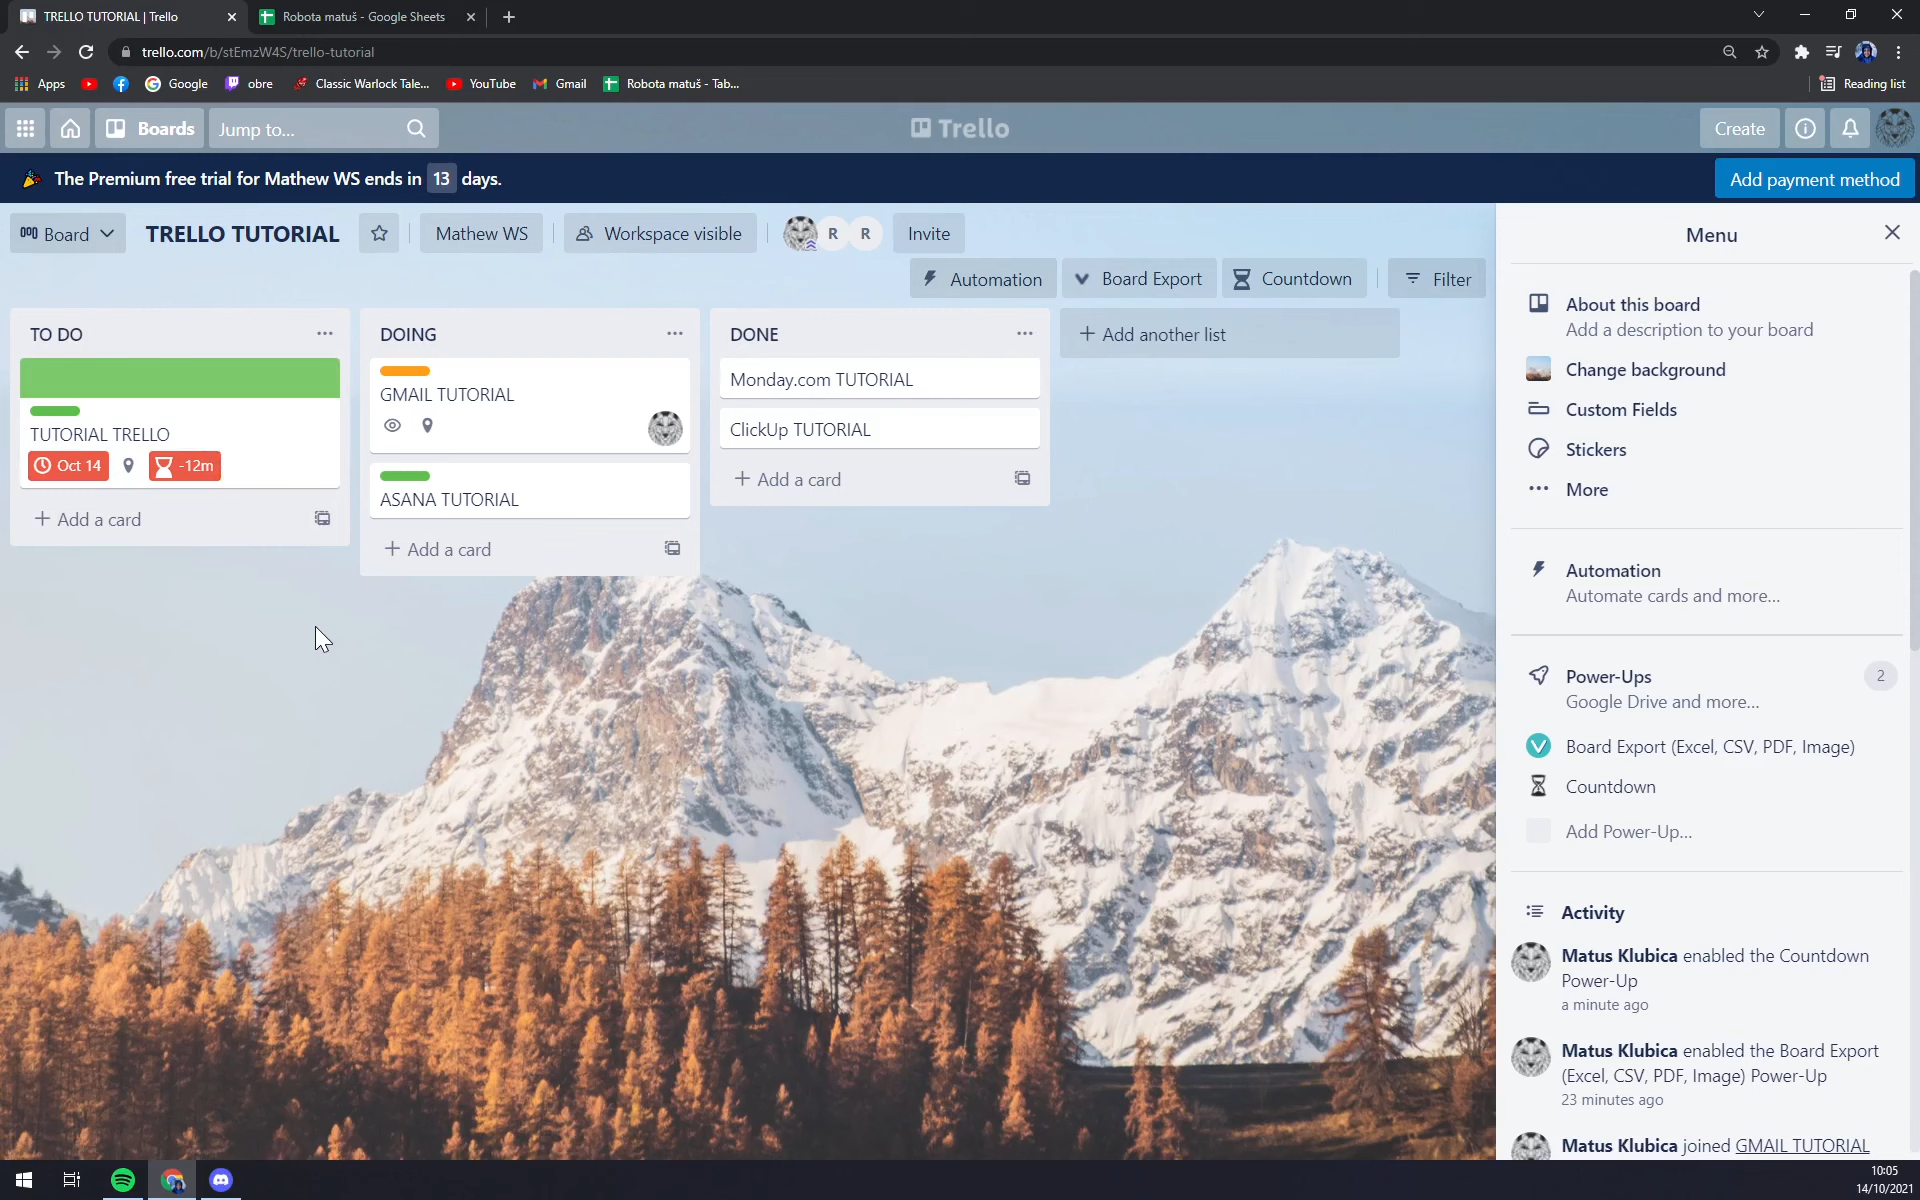 TRELLO TUTORIAL | Trello
Robota matuš - Google Sheets
trello.com/b/stEmzW4S/trello-tutorial
Apps
Google
obre
Classic Warlock Tale...
YouTube
Gmail
Robota matuš - Tab...
Reading list
Boards
Jump to...
Trello
Create
The Premium free trial for Mathew WS ends in 13 days.
Add payment method
Board
TRELLO TUTORIAL
Mathew WS
Workspace visible
R
R
Invite
Automation
Board Export
Countdown
Filter
TO DO
TUTORIAL TRELLO
Oct 14
-12m
+ Add a card
DOING
GMAIL TUTORIAL
ASANA TUTORIAL
+ Add a card
DONE
Monday.com TUTORIAL
ClickUp TUTORIAL
+ Add a card
+ Add another list
Menu
About this board
Add a description to your board
Change background
Custom Fields
Stickers
More
Automation
Automate cards and more...
Power-Ups
2
Google Drive and more...
Board Export (Excel, CSV, PDF, Image)
Countdown
Add Power-Up...
Activity
Matus Klubica enabled the Countdown
Power-Up
a minute ago
Matus Klubica enabled the Board Export
(Excel, CSV, PDF, Image) Power-Up
23 minutes ago
Matus Klubica joined GMAIL TUTORIAL
10:05
14/10/2021